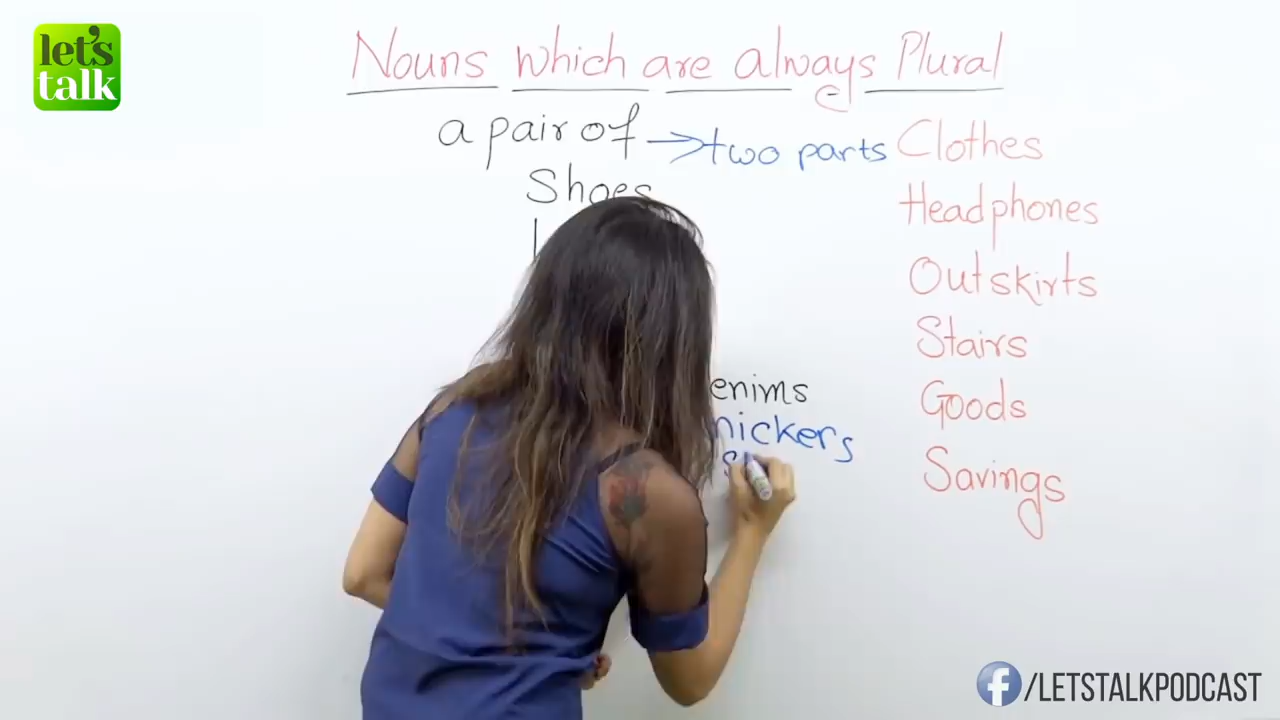 let's
talk
Nouns which are always Plural
a pair of → two parts
Shoes
enims
nickers
Clothes
Headphones
Outskirts
Stairs
Goods
Savings
/LETSTALKPODCAST